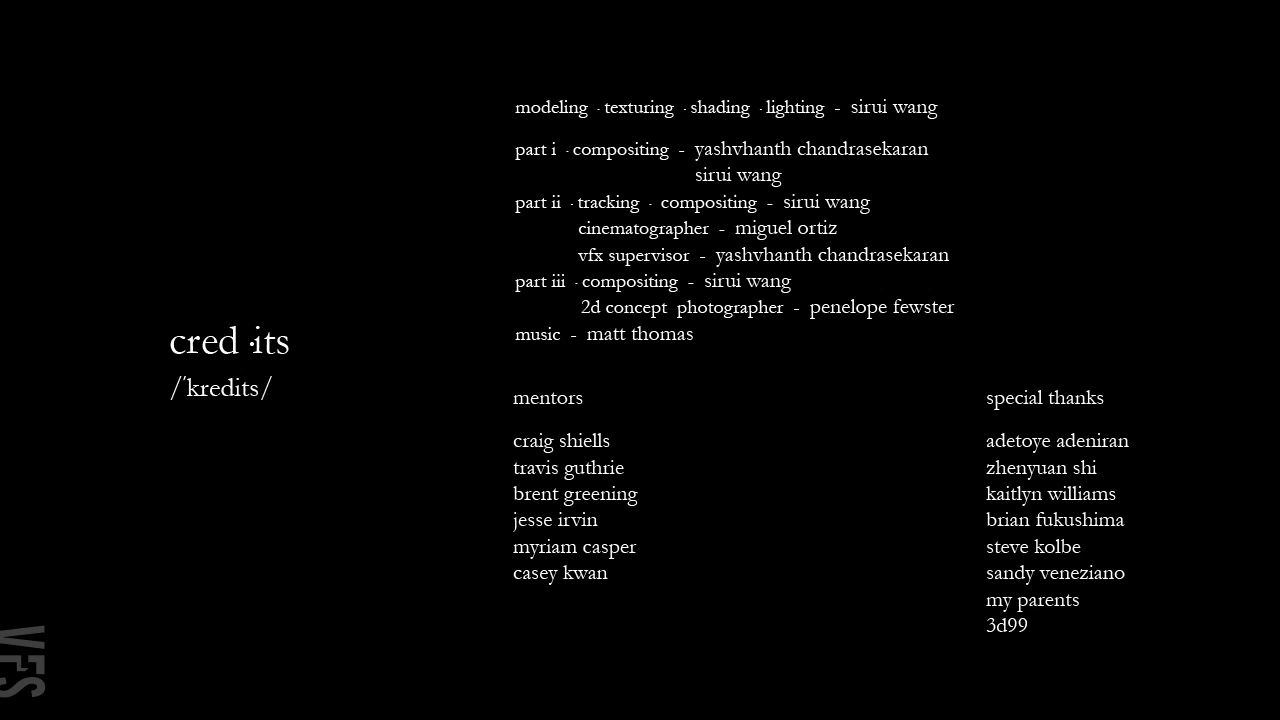 modeling · texturing · shading · lighting - sirui wang
part i · compositing - yashvhanth chandrasekaran
sirui wang
part ii · tracking · compositing - sirui wang
cinematographer - miguel ortiz
vfx supervisor - yashvhanth chandrasekaran
part iii · compositing - sirui wang
2d concept photographer - penelope fewster
music - matt thomas
cred ·its
/'kredits/
mentors
craig shiells
travis guthrie
brent greening
jesse irvin
myriam casper
casey kwan
special thanks
adetoye adeniran
zhenyuan shi
kaitlyn williams
brian fukushima
steve kolbe
sandy veneziano
my parents
3d99
VFS